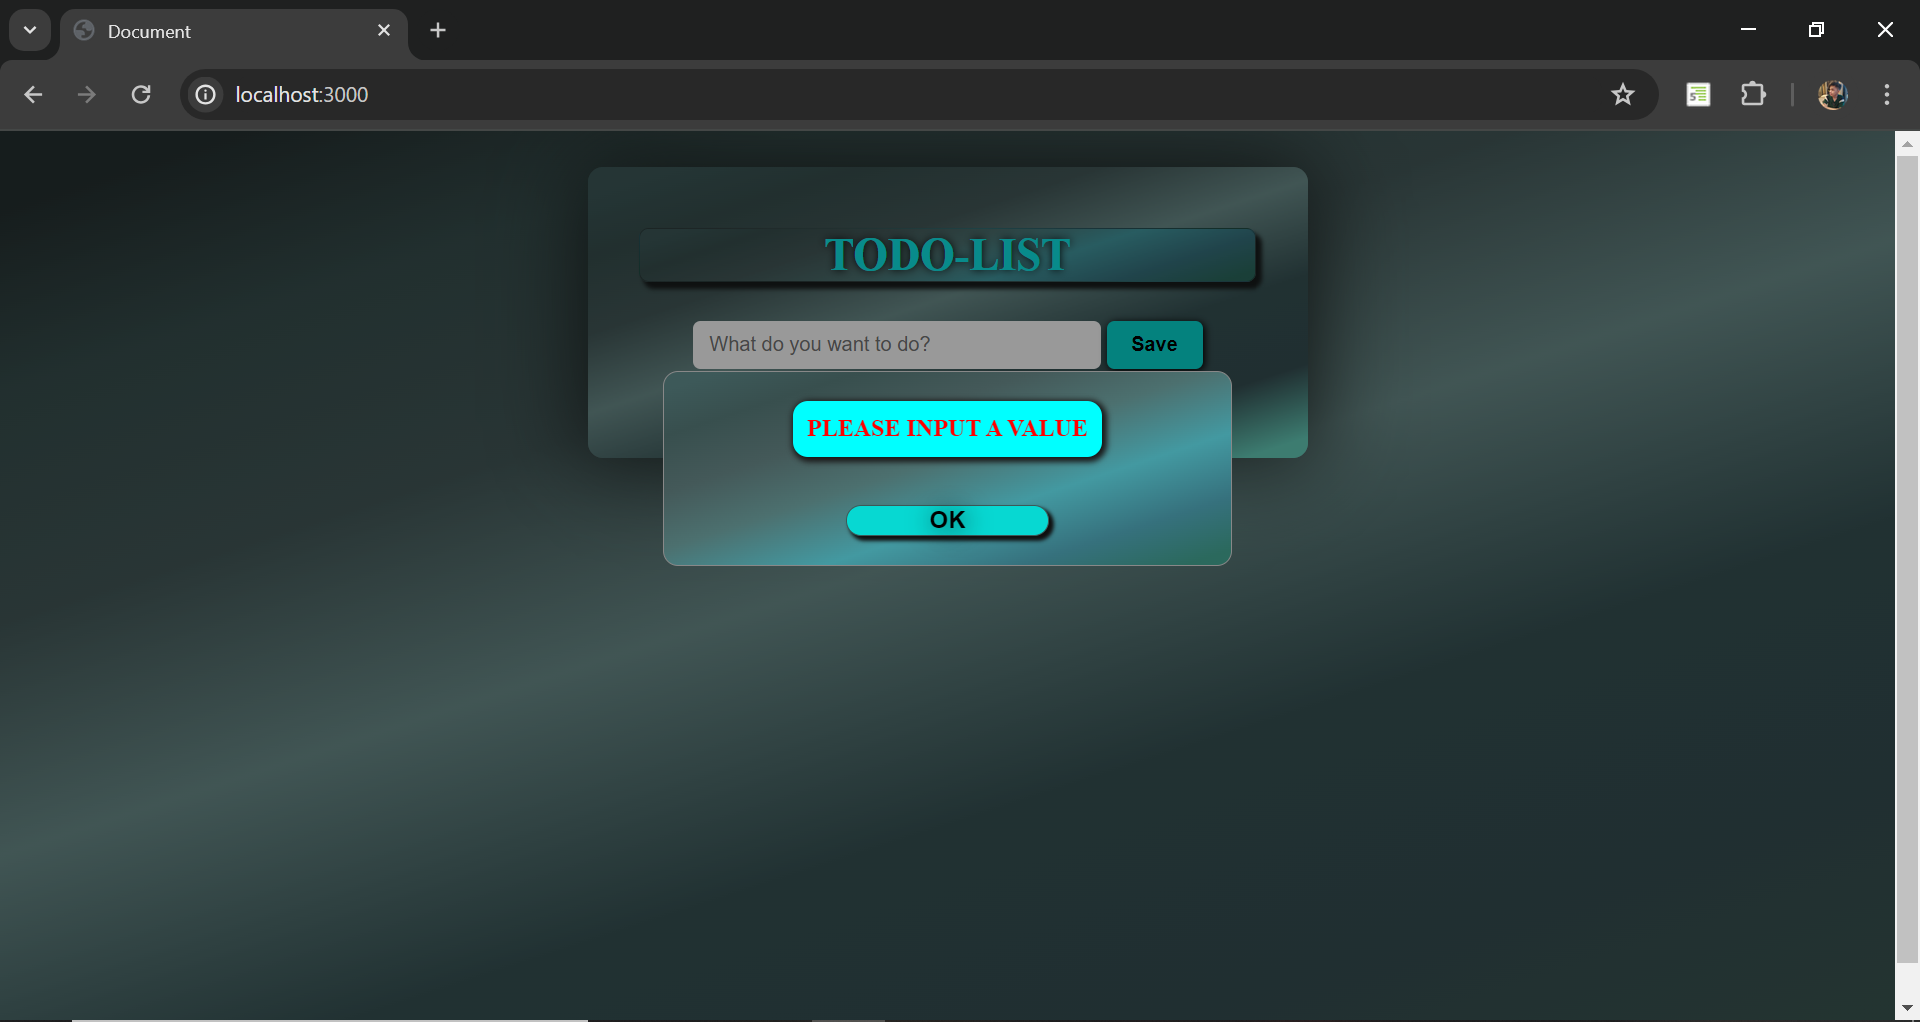 Document
localhost:3000
TODO-LIST
What do you want to do?
Save
PLEASE INPUT A VALUE
OK